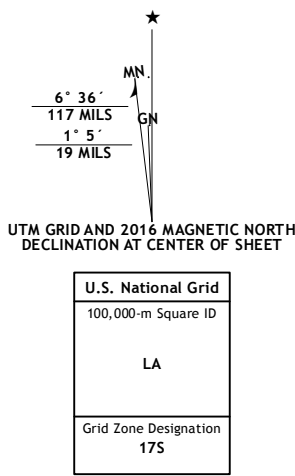 MN
6° 36´
117 MILS
GN
1° 5´
19 MILS
UTM GRID AND 2016 MAGNETIC NORTH
DECLINATION AT CENTER OF SHEET
U.S. National Grid
100,000-m Square ID
LA
Grid Zone Designation
17S